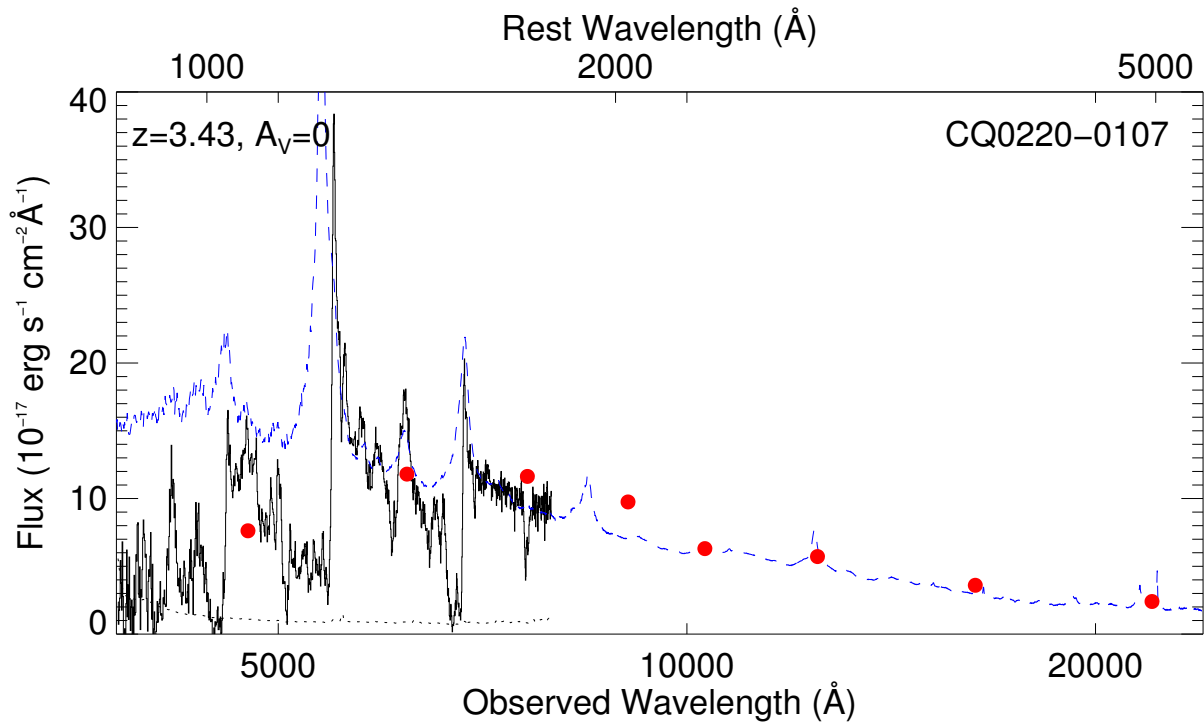 Rest Wavelength (Å)
1000 2000 5000
z=3.43, A_V=0 CQ0220−0107
Flux (10⁻¹⁷ erg s⁻¹ cm⁻² Å⁻¹)
40
30
20
10
0
5000 10000 20000
Observed Wavelength (Å)